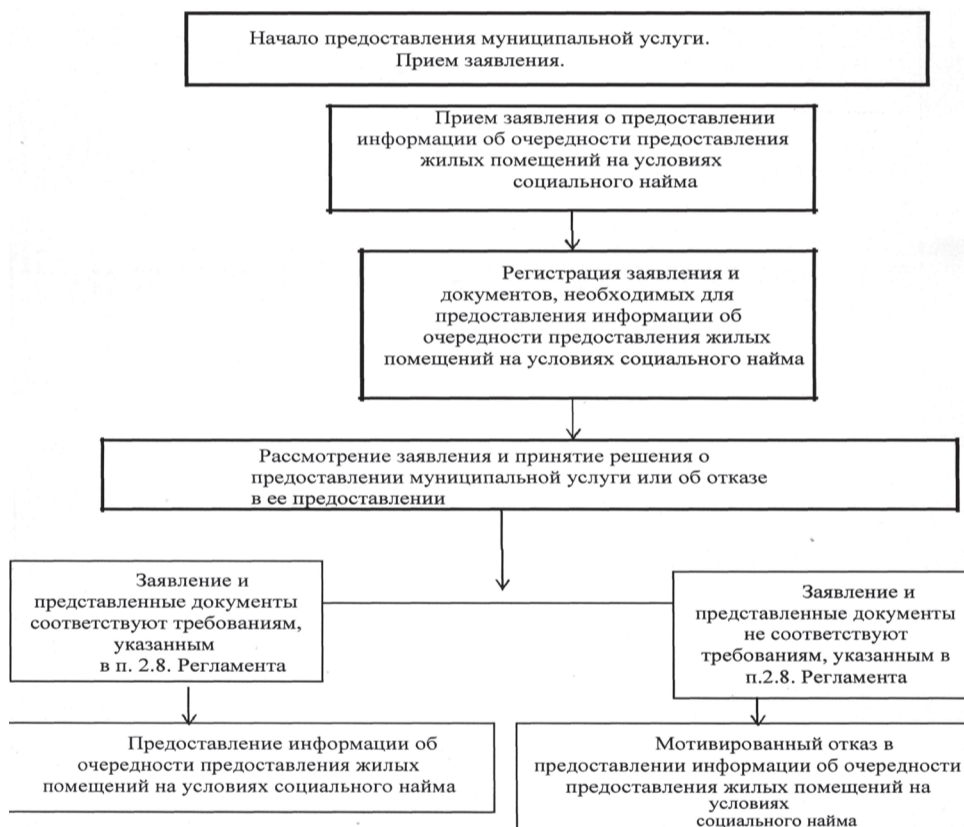 Начало предоставления муниципальной услуги.
Прием заявления.
Прием заявления о предоставлении
информации об очередности предоставления
жилых помещений на условиях
социального найма
Регистрация заявления и
документов, необходимых для
предоставления информации об
очередности предоставления жилых
помещений на условиях социального найма
Рассмотрение заявления и принятие решения о
предоставлении муниципальной услуги или об отказе
в ее предоставлении
Заявление и
представленные документы
соответствуют требованиям,
указанным
в п. 2.8. Регламента
Заявление и
представленные документы
не соответствуют
требованиям, указанным в
п.2.8. Регламента
Предоставление информации об
очередности предоставления жилых
помещений на условиях социального найма
Мотивированный отказ в
предоставлении информации об очередности
предоставления жилых помещений на
условиях
социального найма